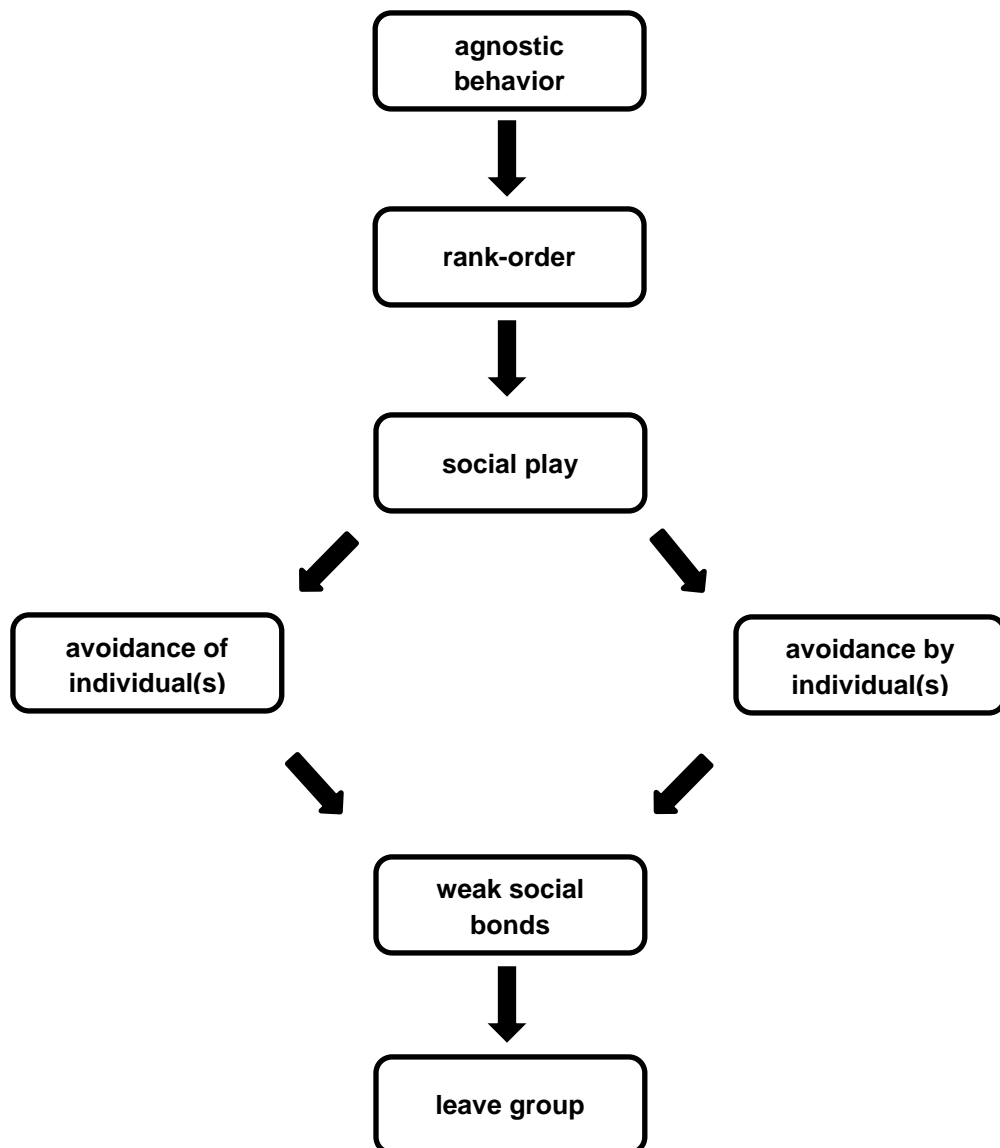 agnostic
behavior
rank-order
social play
avoidance of
individual(s)
avoidance by
individual(s)
weak social
bonds
leave group